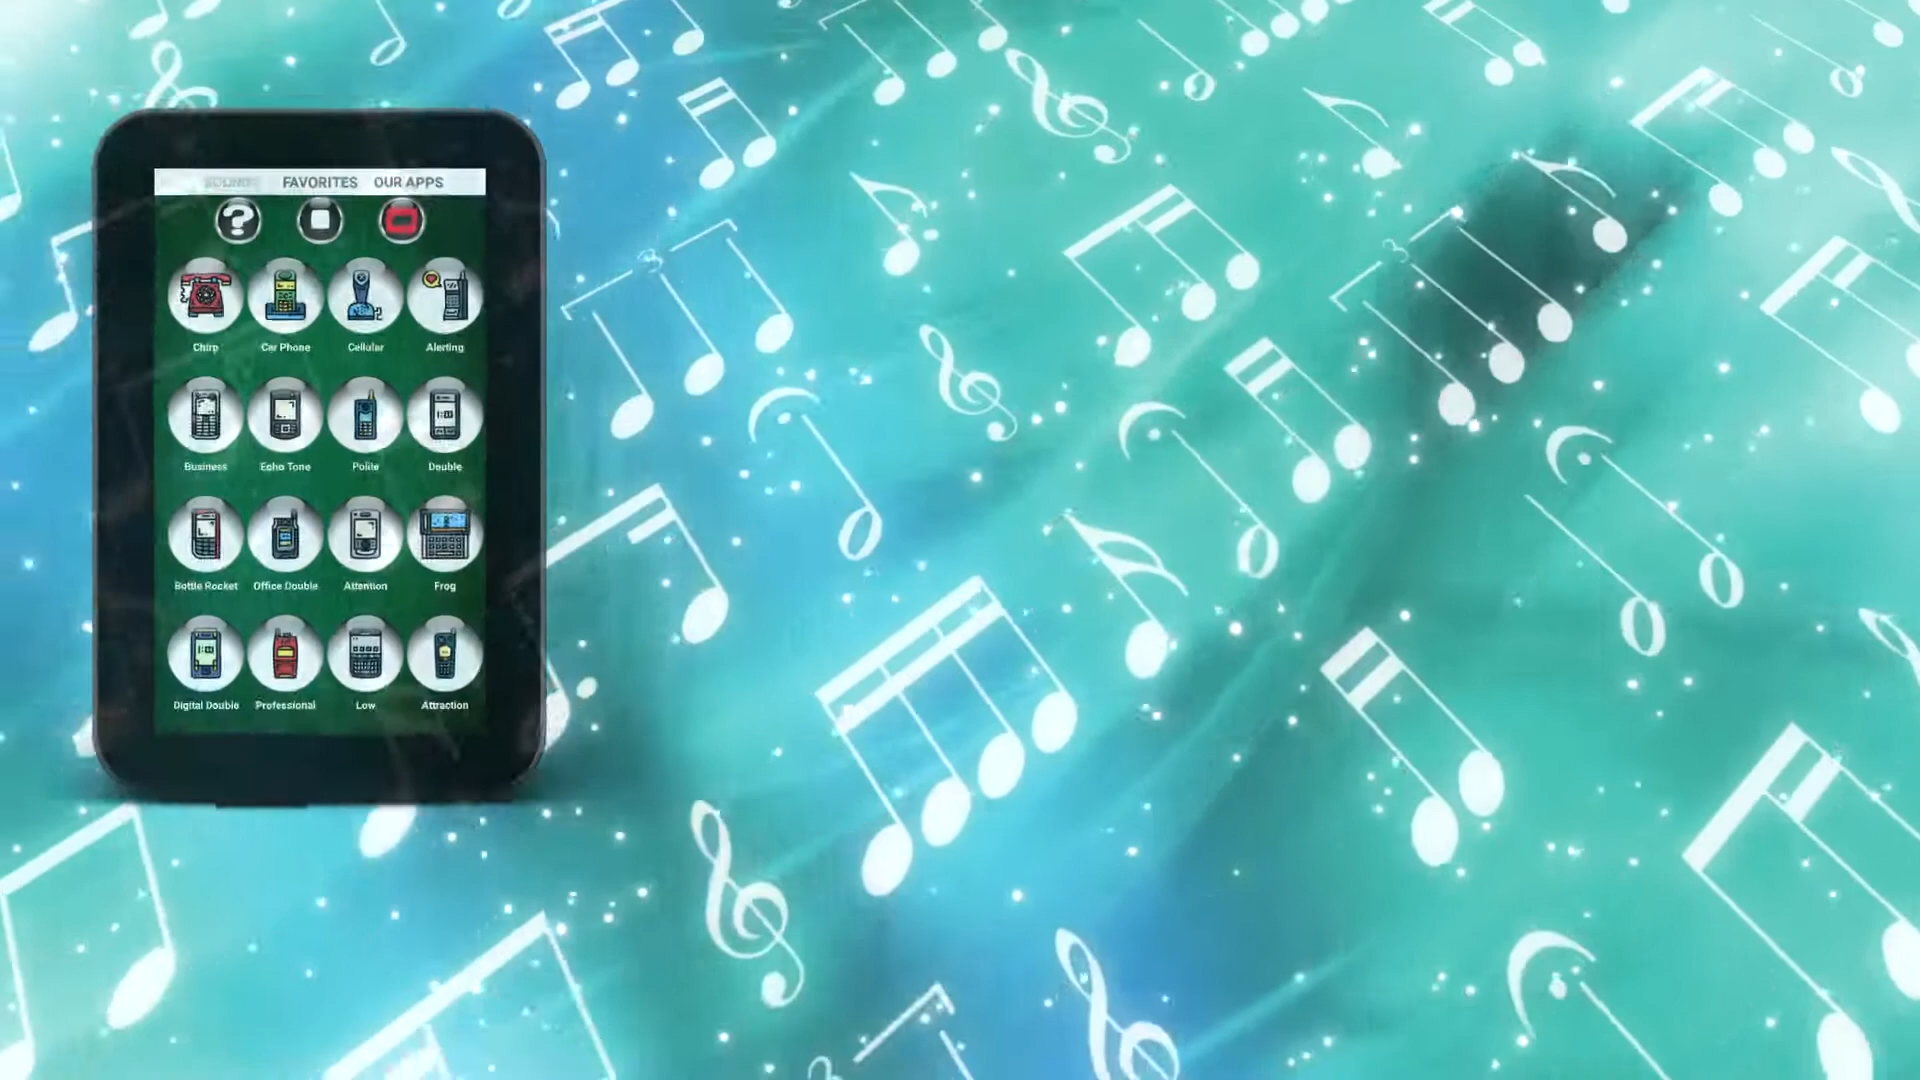 SOUNDS FAVORITES OUR APPS
Chirp Car Phone Cellular Alerting
Business Echo Tone Polite Double
Bottle Rocket Office Double Attention Frog
Digital Double Professional Low Attraction